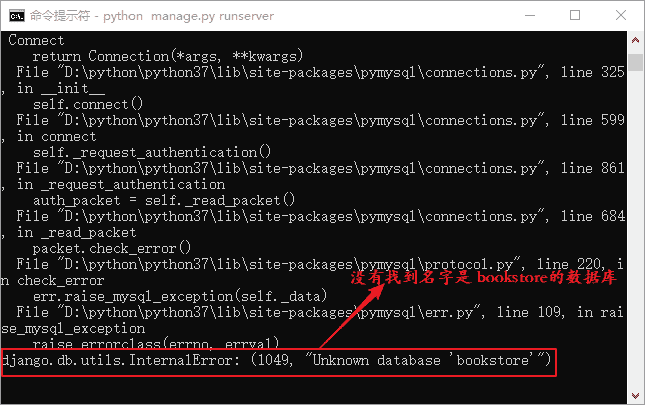 命令提示符 - python  manage.py runserver
Connect
return Connection(*args, **kwargs)
File "D:\python\python37\lib\site-packages\pymysql\connections.py", line 325
, in __init__
self.connect()
File "D:\python\python37\lib\site-packages\pymysql\connections.py", line 599
, in connect
self._request_authentication()
File "D:\python\python37\lib\site-packages\pymysql\connections.py", line 861
, in _request_authentication
auth_packet = self._read_packet()
File "D:\python\python37\lib\site-packages\pymysql\connections.py", line 684
, in _read_packet
packet.check_error()
File "D:\python\python37\lib\site-packages\pymysql\protocol.py", line 220, i
n check_error
没有找到名字是 bookstore的数据库
err.raise_mysql_exception(self._data)
File "D:\python\python37\lib\site-packages\pymysql\err.py", line 109, in rai
se_mysql_exception
raise errorclass(errno, errval)
django.db.utils.InternalError: (1049, "Unknown database 'bookstore'")